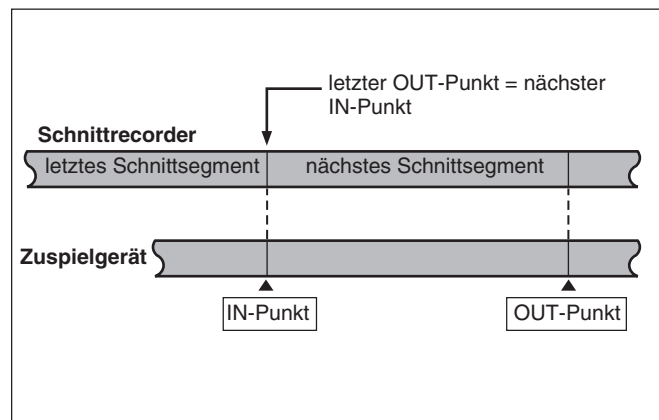 letzter OUT-Punkt = nächster
IN-Punkt
Schnittrecorder
letztes Schnittsegment
nächstes Schnittsegment
Zuspielgerät
IN-Punkt
OUT-Punkt